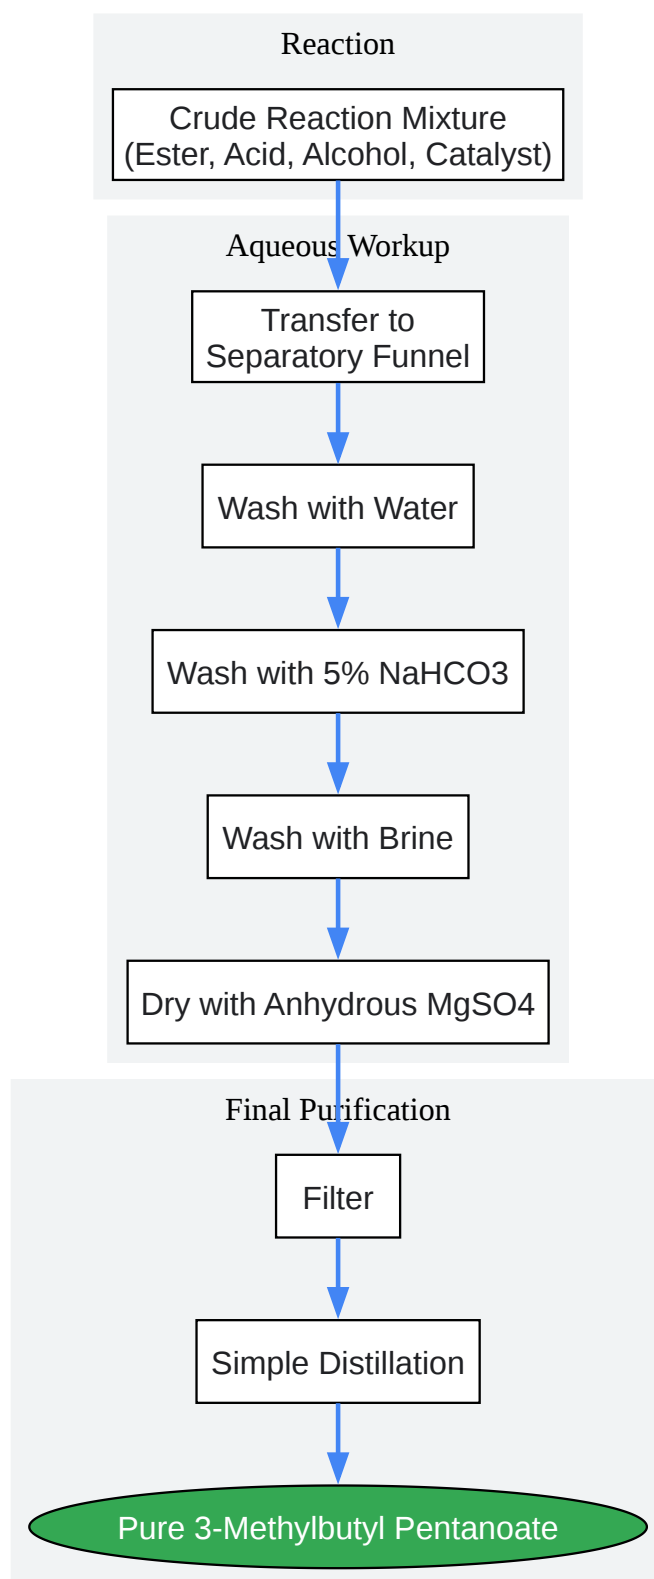 Reaction
Crude Reaction Mixture
(Ester, Acid, Alcohol, Catalyst)
Aqueous Workup
Transfer to
Separatory Funnel
Wash with Water
Wash with 5% NaHCO3
Wash with Brine
Dry with Anhydrous MgSO4
Final Purification
Filter
Simple Distillation
Pure 3-Methylbutyl Pentanoate